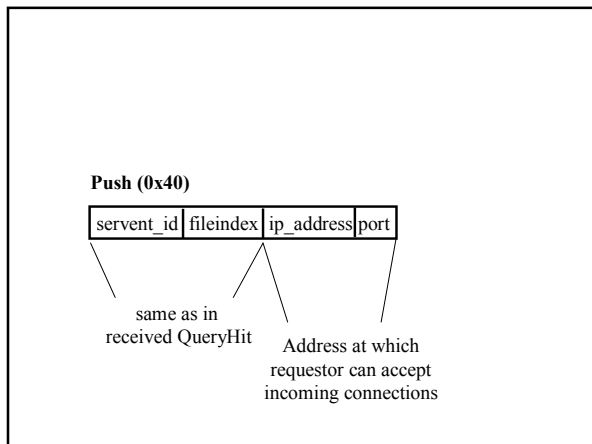 Push (0x40)
servent_id fileindex ip_address port
same as in
received QueryHit
Address at which
requestor can accept
incoming connections